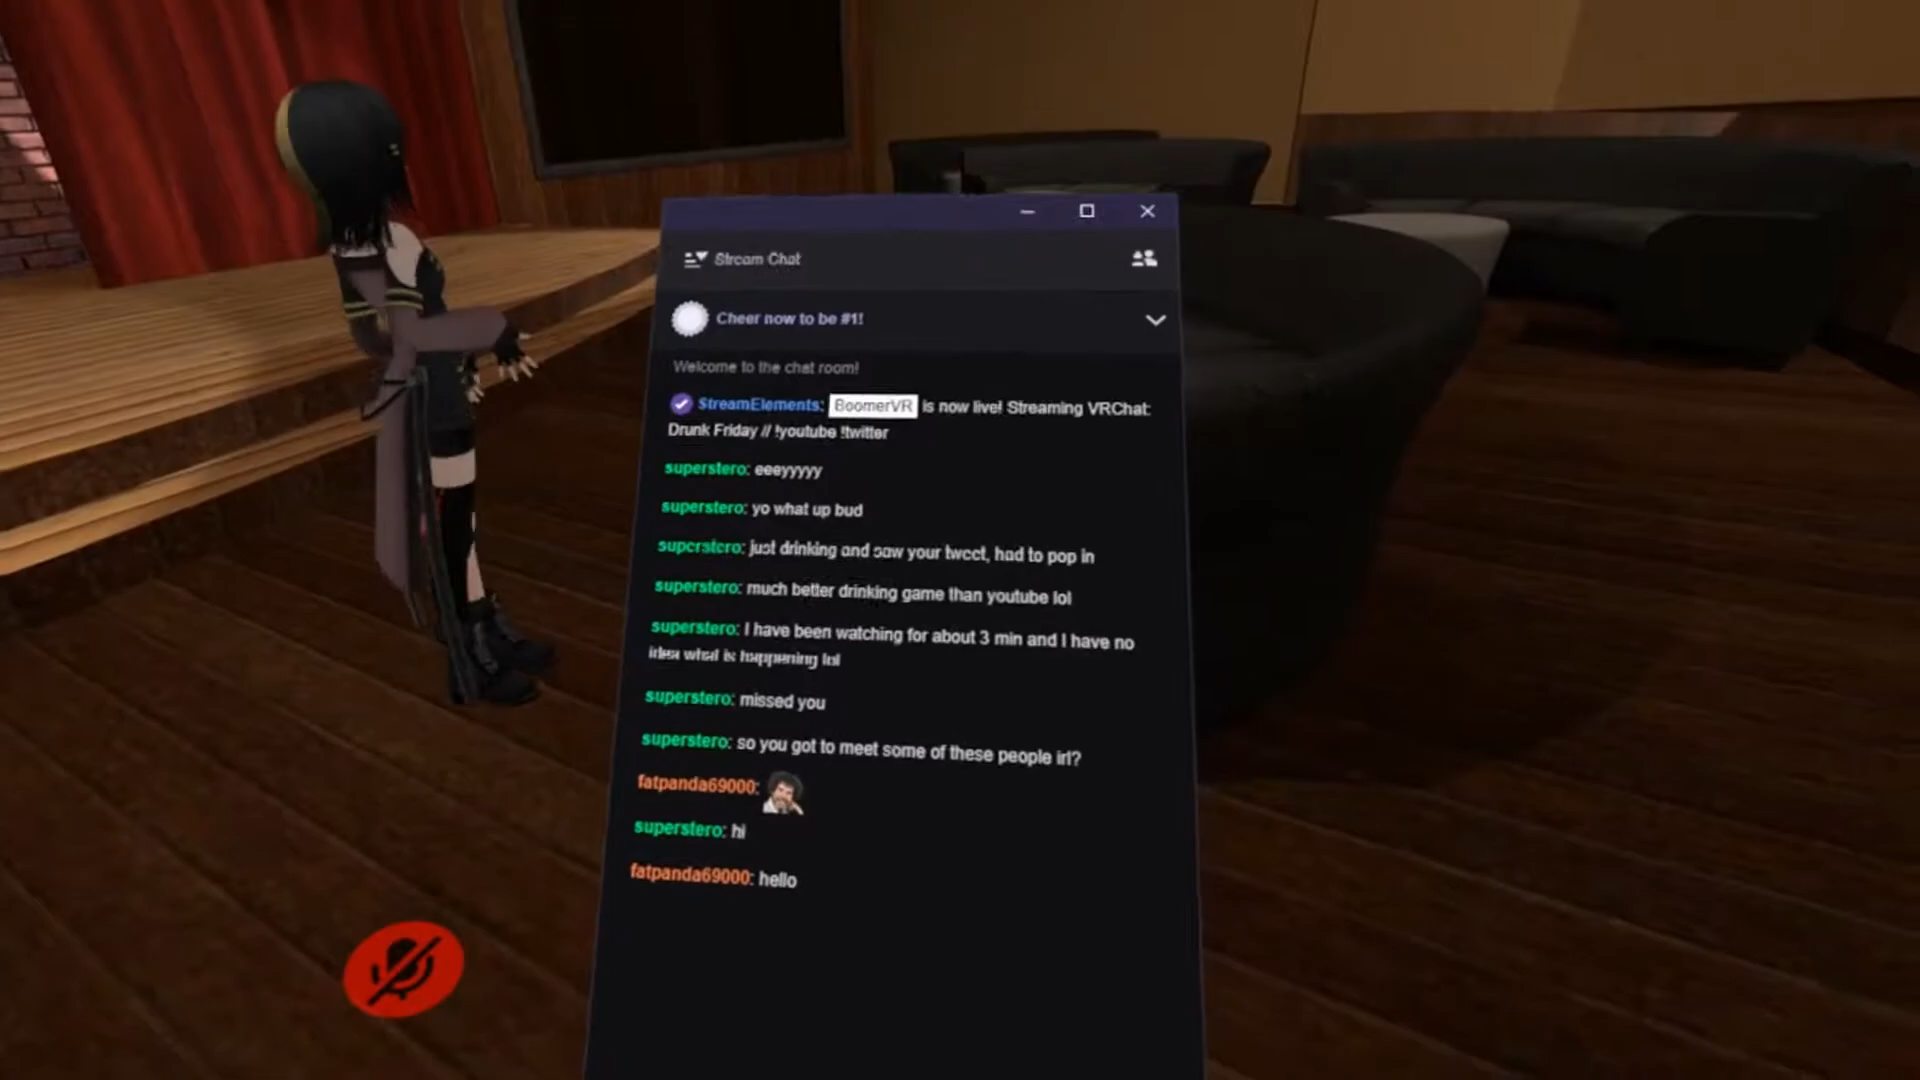 Stream Chat
Cheer now to be #1!
Welcome to the chat room!
StreamElements: BoomerVR is now live! Streaming VRChat:
Drunk Friday // !youtube !twitter
superstero: eeeyyyyy
superstero: yo what up bud
superstero: just drinking and saw your tweet, had to pop in
superstero: much better drinking game than youtube lol
superstero: I have been watching for about 3 min and I have no
idea what is happening lol
superstero: missed you
superstero: so you got to meet some of these people irl?
fatpanda69000:
superstero: hi
fatpanda69000: hello